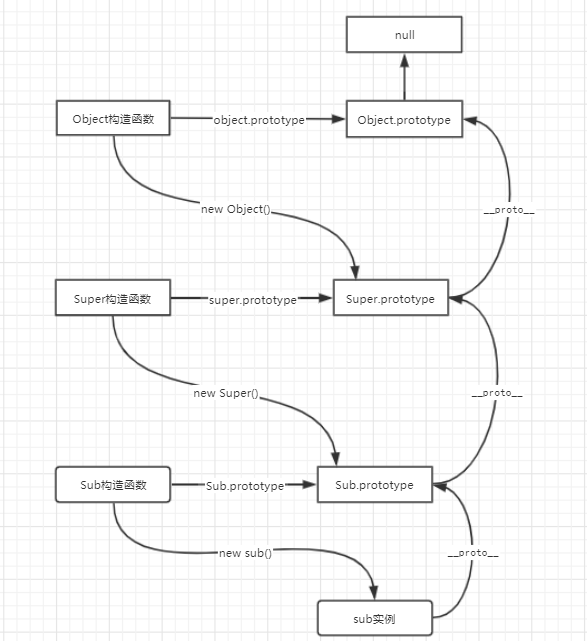 null
Object构造函数
object.prototype
Object.prototype
new Object()
__proto__
Super构造函数
super.prototype
Super.prototype
new Super()
__proto__
Sub构造函数
Sub.prototype
Sub.prototype
new sub()
__proto__
sub实例